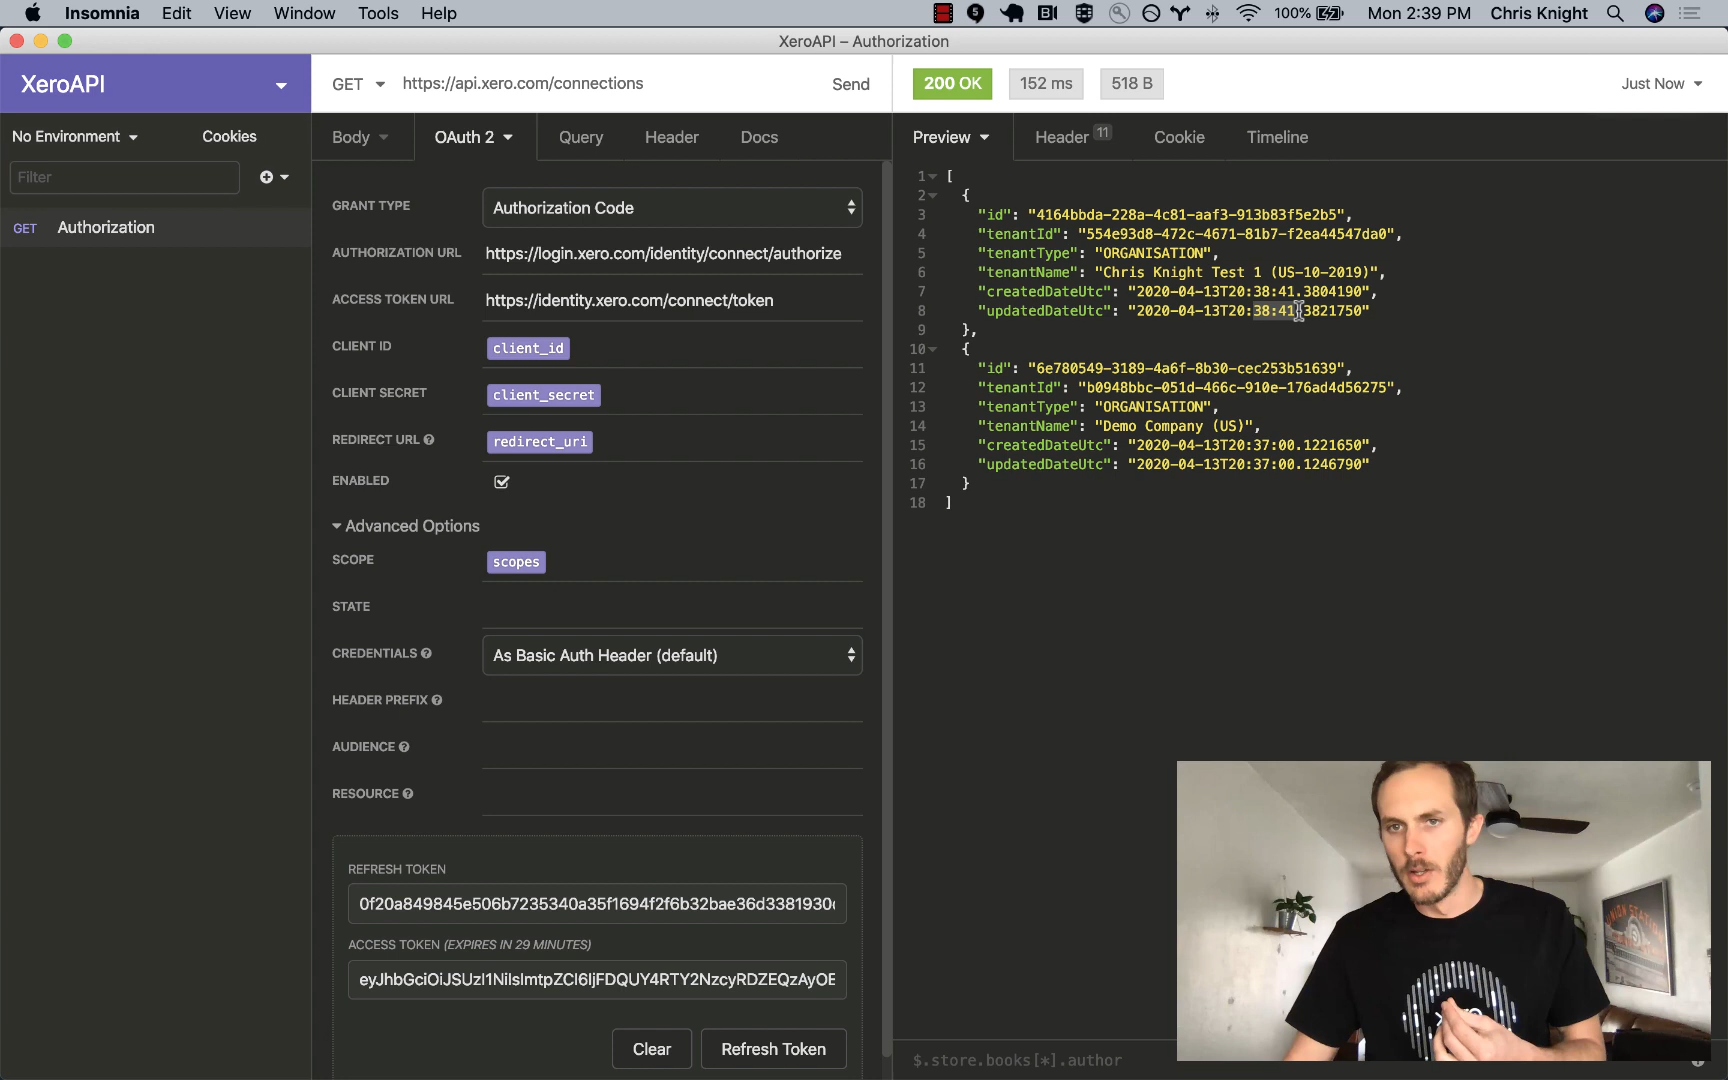 Insomnia Edit View Window Tools Help 100% Mon 2:39 PM Chris Knight
XeroAPI – Authorization
XeroAPI
GET https://api.xero.com/connections Send
200 OK 152 ms 518 B Just Now
No Environment Cookies
Body OAuth 2 Query Header Docs
Preview Header 11 Cookie Timeline
Filter
GET Authorization
GRANT TYPE Authorization Code
AUTHORIZATION URL https://login.xero.com/identity/connect/authorize
ACCESS TOKEN URL https://identity.xero.com/connect/token
CLIENT ID client_id
CLIENT SECRET client_secret
REDIRECT URL redirect_uri
ENABLED
Advanced Options
SCOPE scopes
STATE
CREDENTIALS As Basic Auth Header (default)
HEADER PREFIX
AUDIENCE
RESOURCE
REFRESH TOKEN
0f20a849845e506b7235340a35f1694f2f6b32bae36d3381930
ACCESS TOKEN (EXPIRES IN 29 MINUTES)
eyJhbGciOiJSUzI1NiIsImtpZCI6IjFDQUY4RTY2NzcyRDZEQzAyOE
Clear Refresh Token
1 [
2 {
3 "id": "4164bbda-228a-4c81-aaf3-913b83f5e2b5",
4 "tenantId": "554e93d8-472c-4671-81b7-f2ea44547da0",
5 "tenantType": "ORGANISATION",
6 "tenantName": "Chris Knight Test 1 (US-10-2019)",
7 "createdDateUtc": "2020-04-13T20:38:41.3804190",
8 "updatedDateUtc": "2020-04-13T20:38:41.3821750"
9 },
10 {
11 "id": "6e780549-3189-4a6f-8b30-cec253b51639",
12 "tenantId": "b0948bbc-051d-466c-910e-176ad4d56275",
13 "tenantType": "ORGANISATION",
14 "tenantName": "Demo Company (US)",
15 "createdDateUtc": "2020-04-13T20:37:00.1221650",
16 "updatedDateUtc": "2020-04-13T20:37:00.1246790"
17 }
18 ]
$.store.books[*].author
UNION STATION